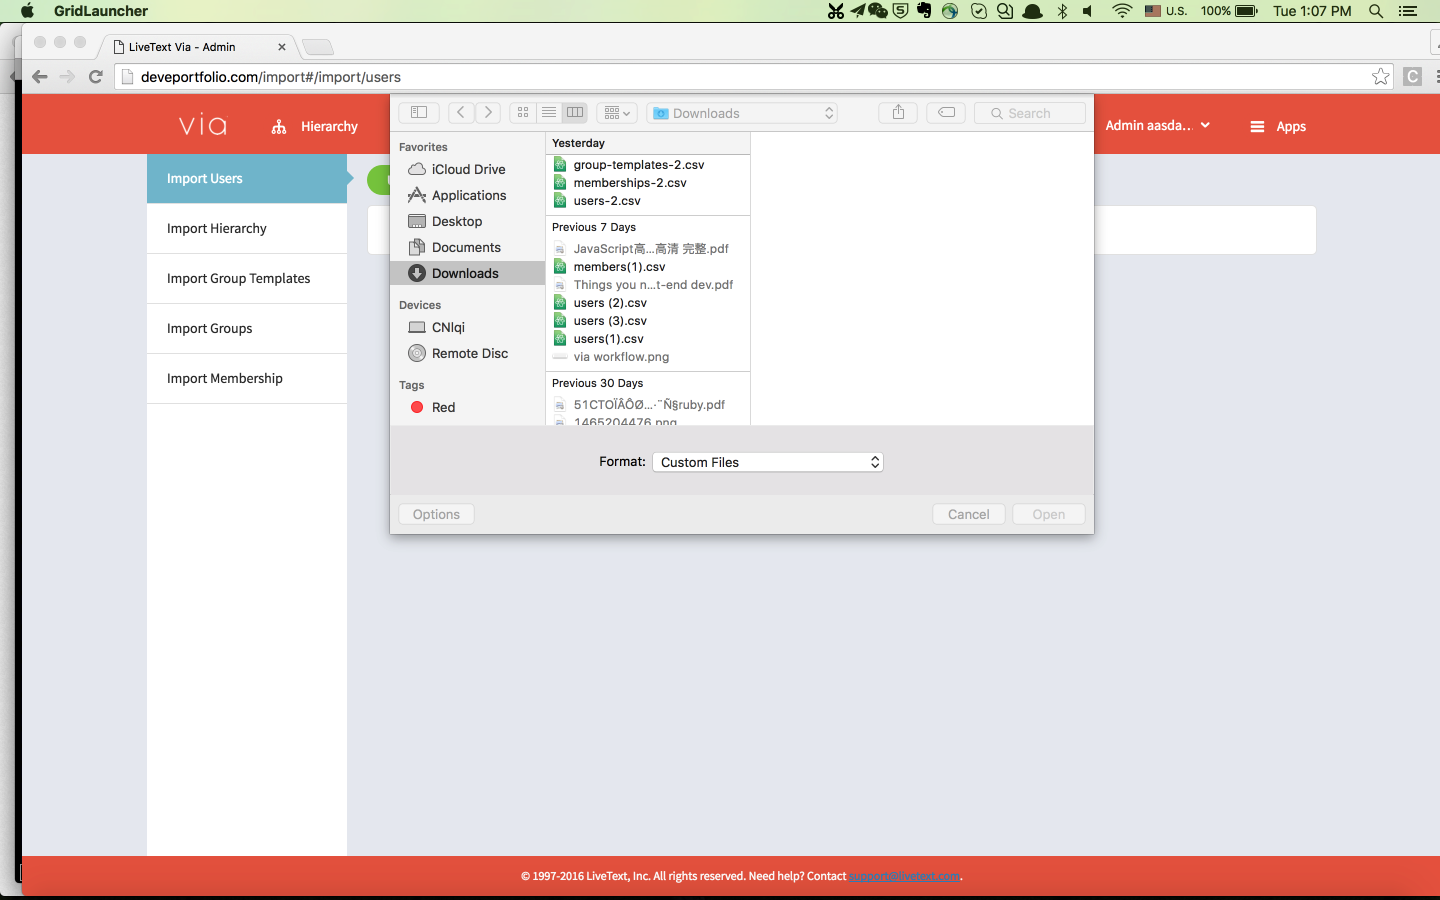 GridLauncher
U.S. 100% Tue 1:07 PM
LiveText Via - Admin
deveportfolio.com/import#/import/users
via
Hierarchy
Admin aasda...
Apps
Import Users
Import Hierarchy
Import Group Templates
Import Groups
Import Membership
Downloads
Search
Favorites
iCloud Drive
Applications
Desktop
Documents
Downloads
Devices
CNlqi
Remote Disc
Tags
Red
Yesterday
group-templates-2.csv
memberships-2.csv
users-2.csv
Previous 7 Days
JavaScript高...高清 完整.pdf
members(1).csv
Things you n...t-end dev.pdf
users (2).csv
users (3).csv
users(1).csv
via workflow.png
Previous 30 Days
51CTOÏÂÔØ...·¨Ñ§ruby.pdf
1465204476.png
Format: Custom Files
Options
Cancel
Open
© 1997-2016 LiveText, Inc. All rights reserved. Need help? Contact support@livetext.com.